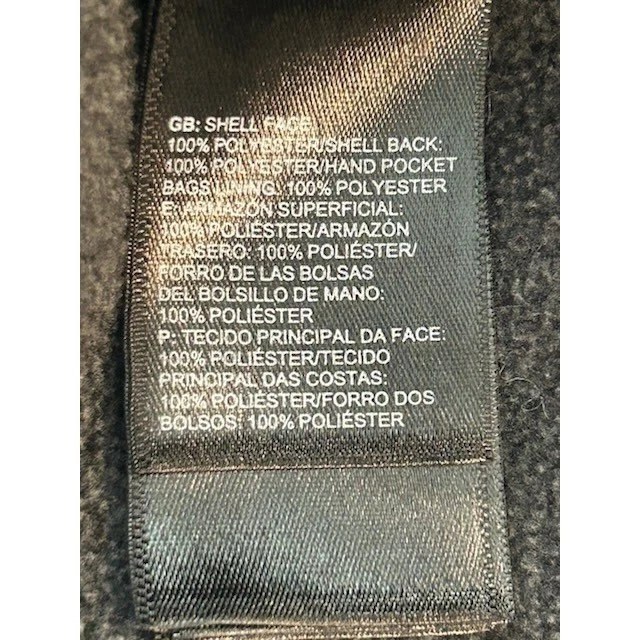 GB: SHELL FACE:
100% POLYESTER/SHELL BACK:
100% POLYESTER/HAND POCKET
BAGS LINING: 100% POLYESTER
E: ARMAZÓN SUPERFICIAL:
100% POLIÉSTER/ARMAZÓN
TRASERO: 100% POLIÉSTER/
FORRO DE LAS BOLSAS
DEL BOLSILLO DE MANO:
100% POLIÉSTER
P: TECIDO PRINCIPAL DA FACE:
100% POLIÉSTER/TECIDO
PRINCIPAL DAS COSTAS:
100% POLIÉSTER/FORRO DOS
BOLSOS: 100% POLIÉSTER